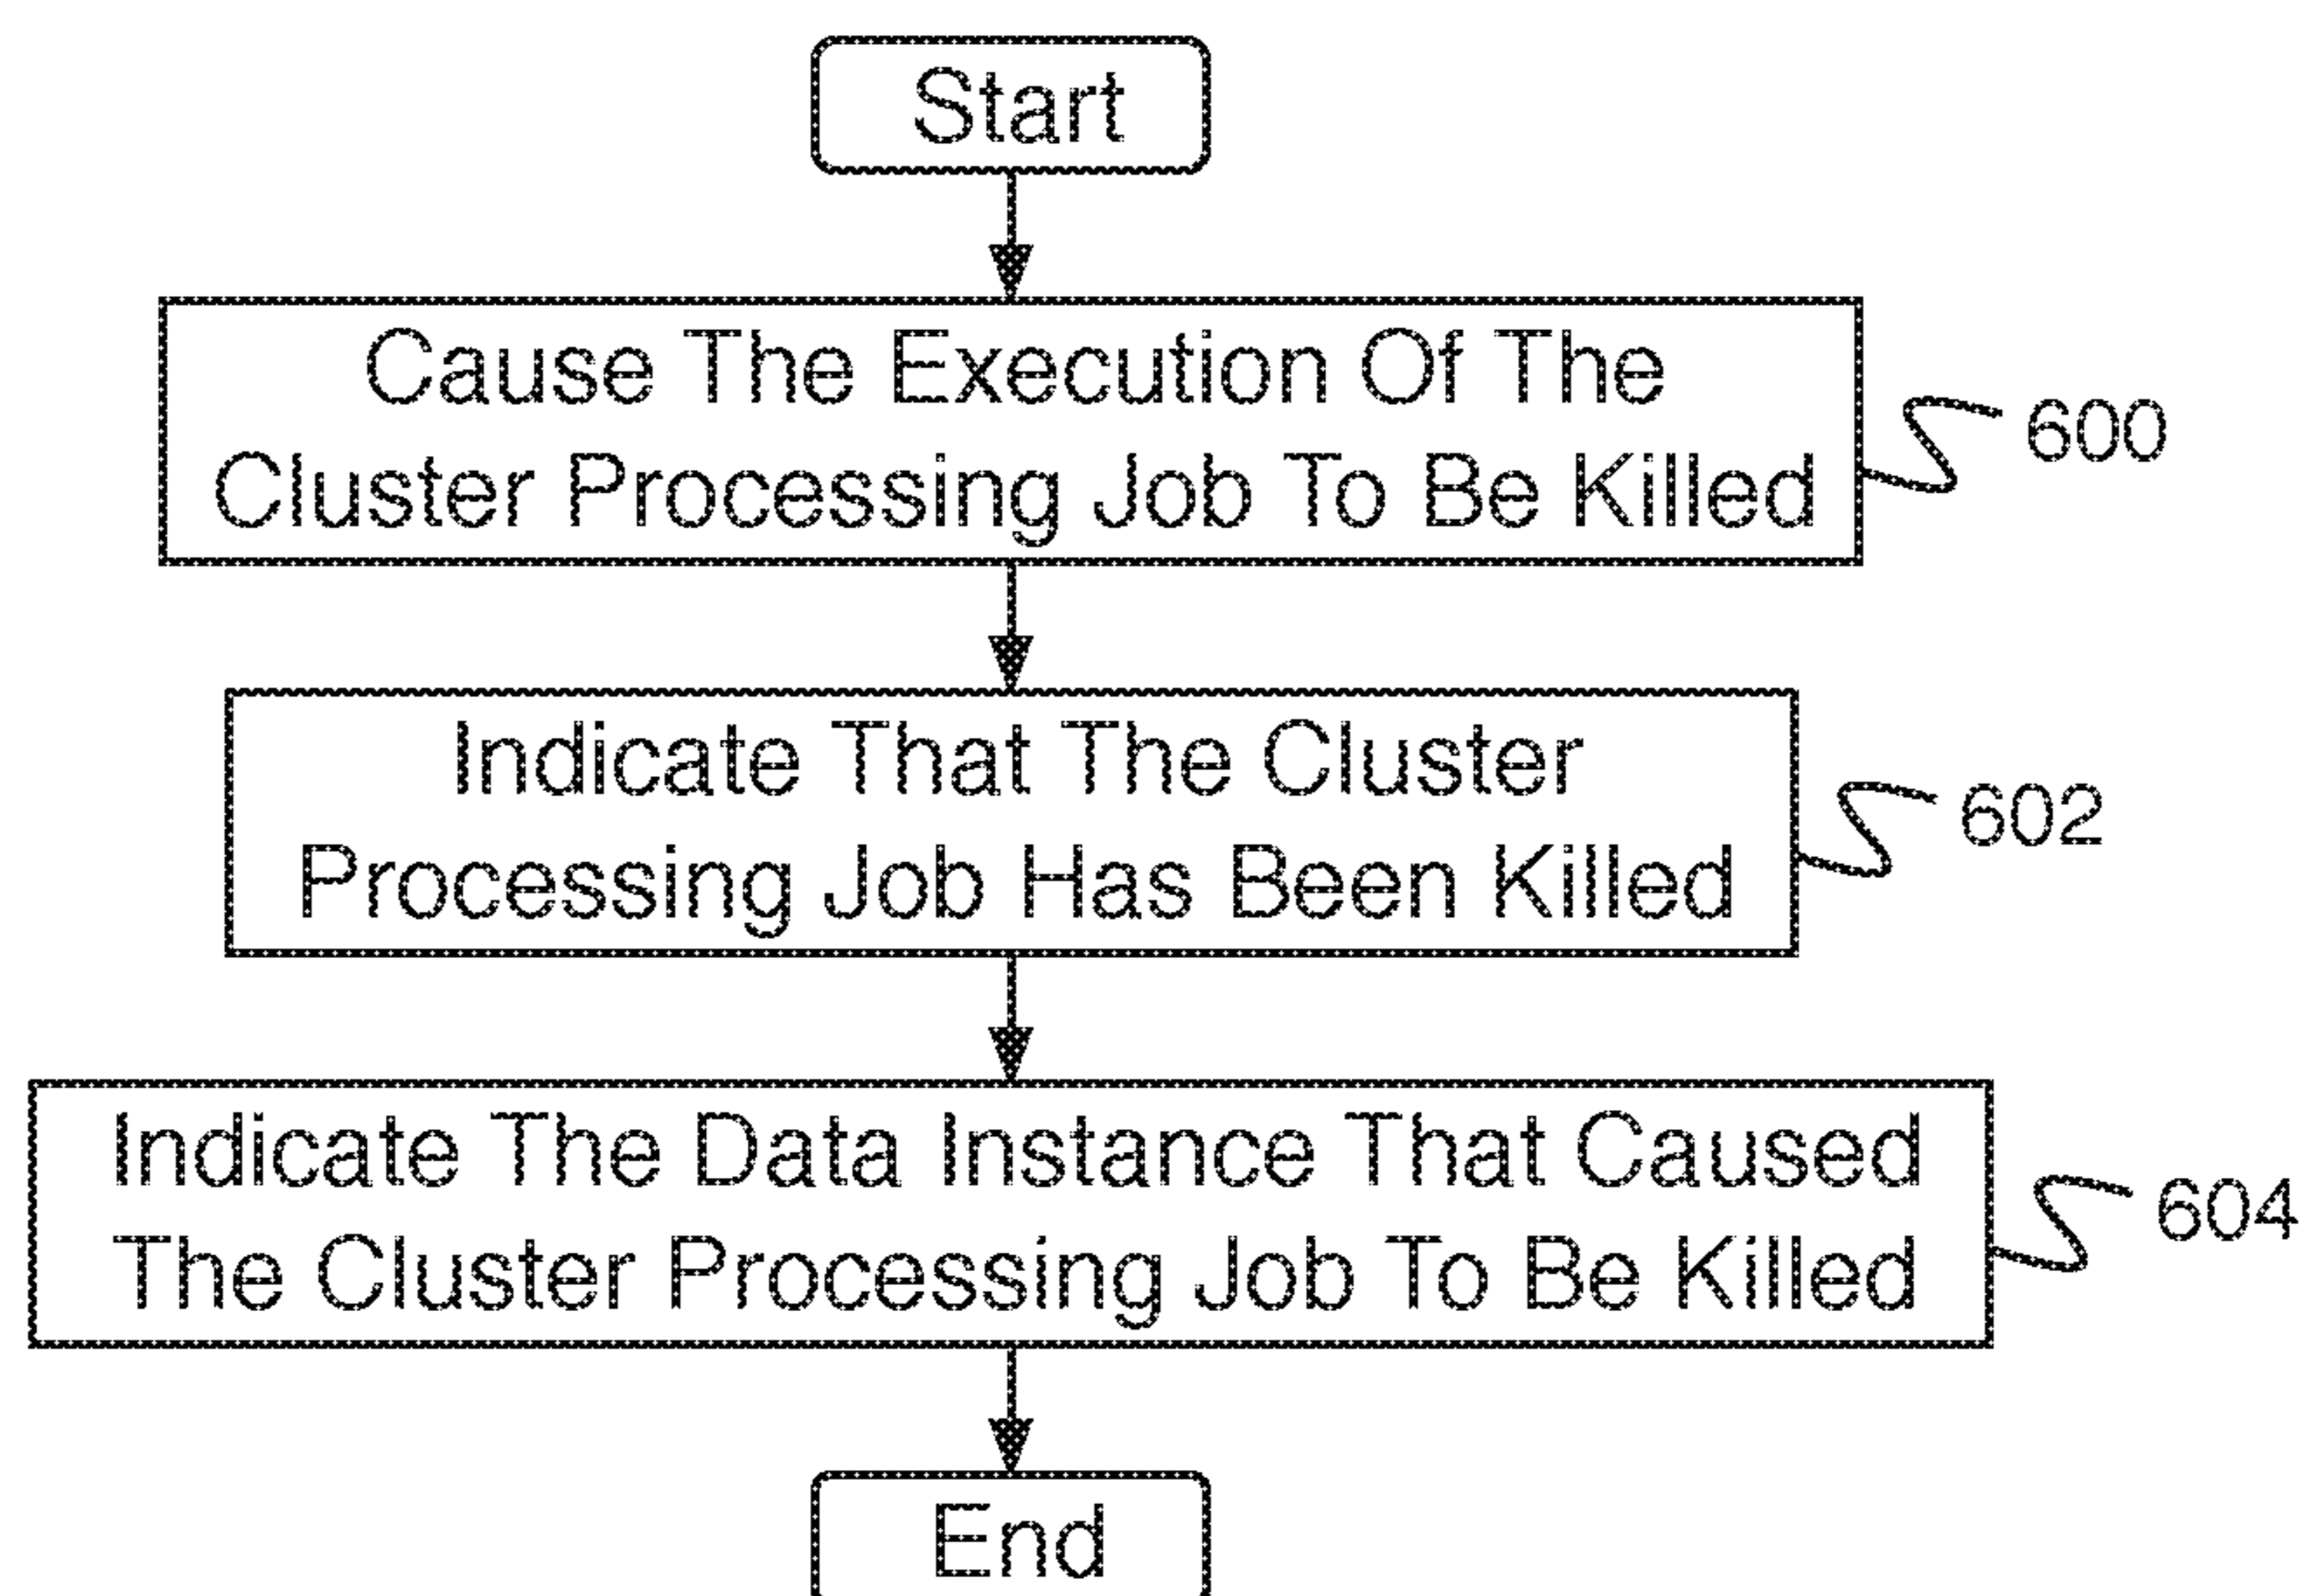 Start
Cause The Execution Of The
Cluster Processing Job To Be Killed
600
Indicate That The Cluster
Processing Job Has Been Killed
602
Indicate The Data Instance That Caused
The Cluster Processing Job To Be Killed
604
End